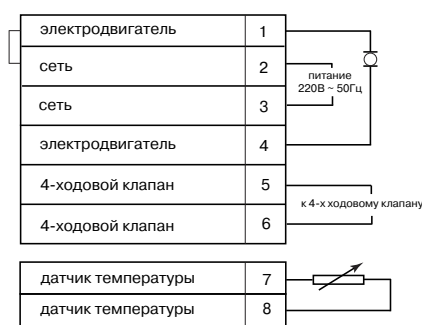 электродвигатель 1
сеть 2
питание
220В ~ 50Гц
сеть 3
электродвигатель 4
4-ходовой клапан 5
к 4-х ходовому клапану
4-ходовой клапан 6
датчик температуры 7
датчик температуры 8